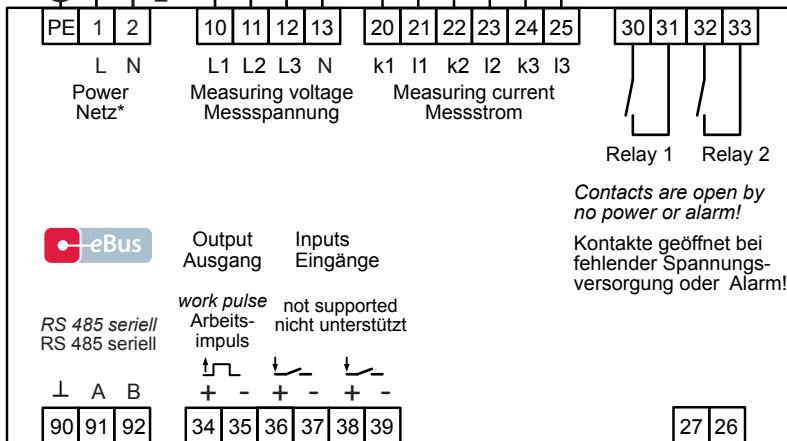 PE 1 2 10 11 12 13 20 21 22 23 24 25 30 31 32 33
L N L1 L2 L3 N k1 l1 k2 l2 k3 l3
Power
Netz*
Measuring voltage
Messspannung
Measuring current
Messstrom
Relay 1 Relay 2
Contacts are open by
no power or alarm!
Kontakte geöffnet bei
fehlender Spannungs-
versorgung oder Alarm!
eBus
Output
Ausgang
Inputs
Eingänge
work pulse
Arbeits-
impuls
not supported
nicht unterstützt
RS 485 seriell
RS 485 seriell
A B + - + - + -
90 91 92 34 35 36 37 38 39 27 26